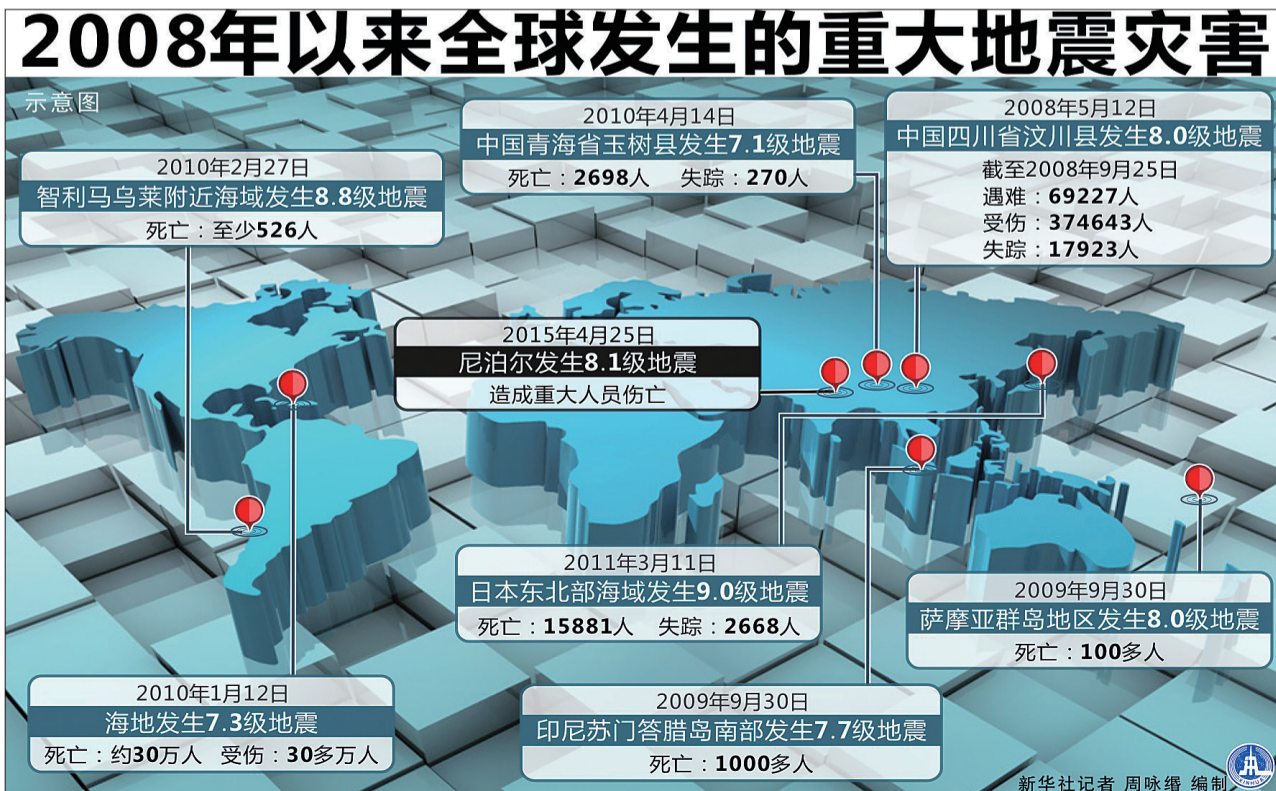 2008年以来全球发生的重大地震灾害
示意图
2010年2月27日
智利马乌莱附近海域发生8.8级地震
死亡：至少526人
2010年4月14日
中国青海省玉树县发生7.1级地震
死亡：2698人 失踪：270人
2008年5月12日
中国四川省汶川县发生8.0级地震
截至2008年9月25日
遇难：69227人
受伤：374643人
失踪：17923人
2015年4月25日
尼泊尔发生8.1级地震
造成重大人员伤亡
2011年3月11日
日本东北部海域发生9.0级地震
死亡：15881人 失踪：2668人
2009年9月30日
萨摩亚群岛地区发生8.0级地震
死亡：100多人
2010年1月12日
海地发生7.3级地震
死亡：约30万人 受伤：30多万人
2009年9月30日
印尼苏门答腊岛南部发生7.7级地震
死亡：1000多人
新华社记者 周咏缗 编制
XINHUA